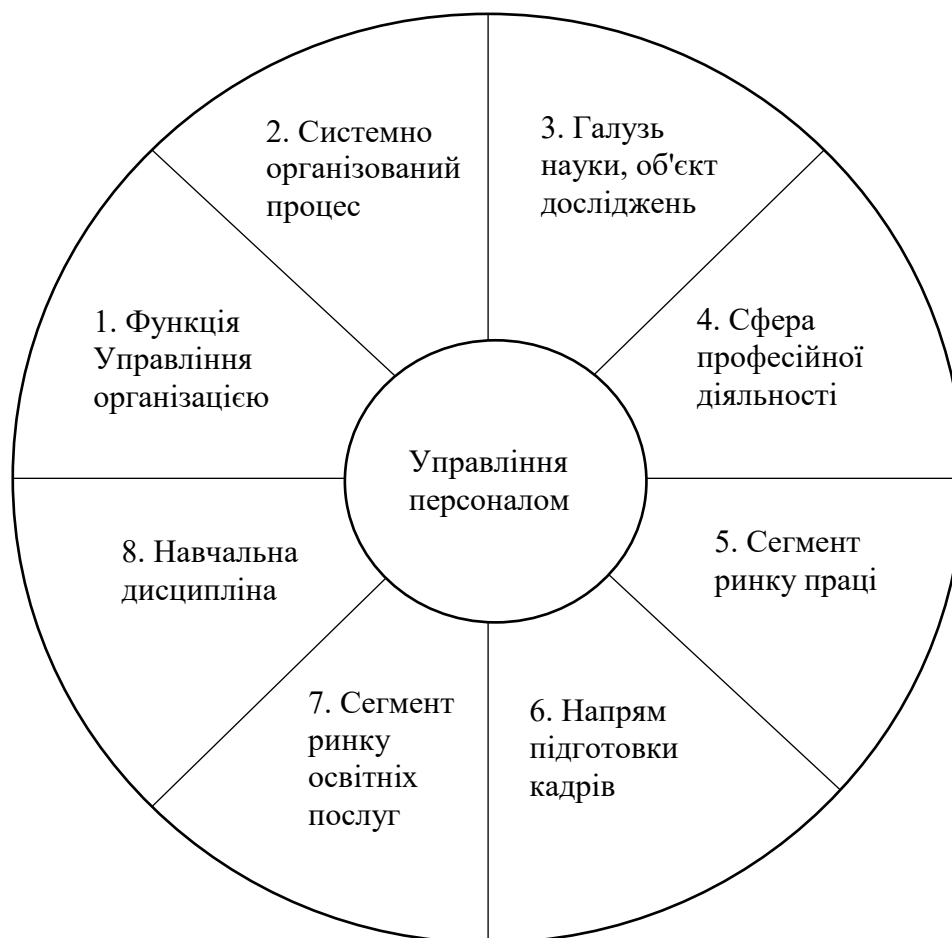 1. Функція
Управління
організацією
2. Системно
організований
процес
3. Галузь
науки, об'єкт
досліджень
4. Сфера
професійної
діяльності
5. Сегмент
ринку праці
6. Напрям
підготовки
кадрів
7. Сегмент
ринку
освітніх
послуг
8. Навчальна
дисципліна
Управління
персоналом